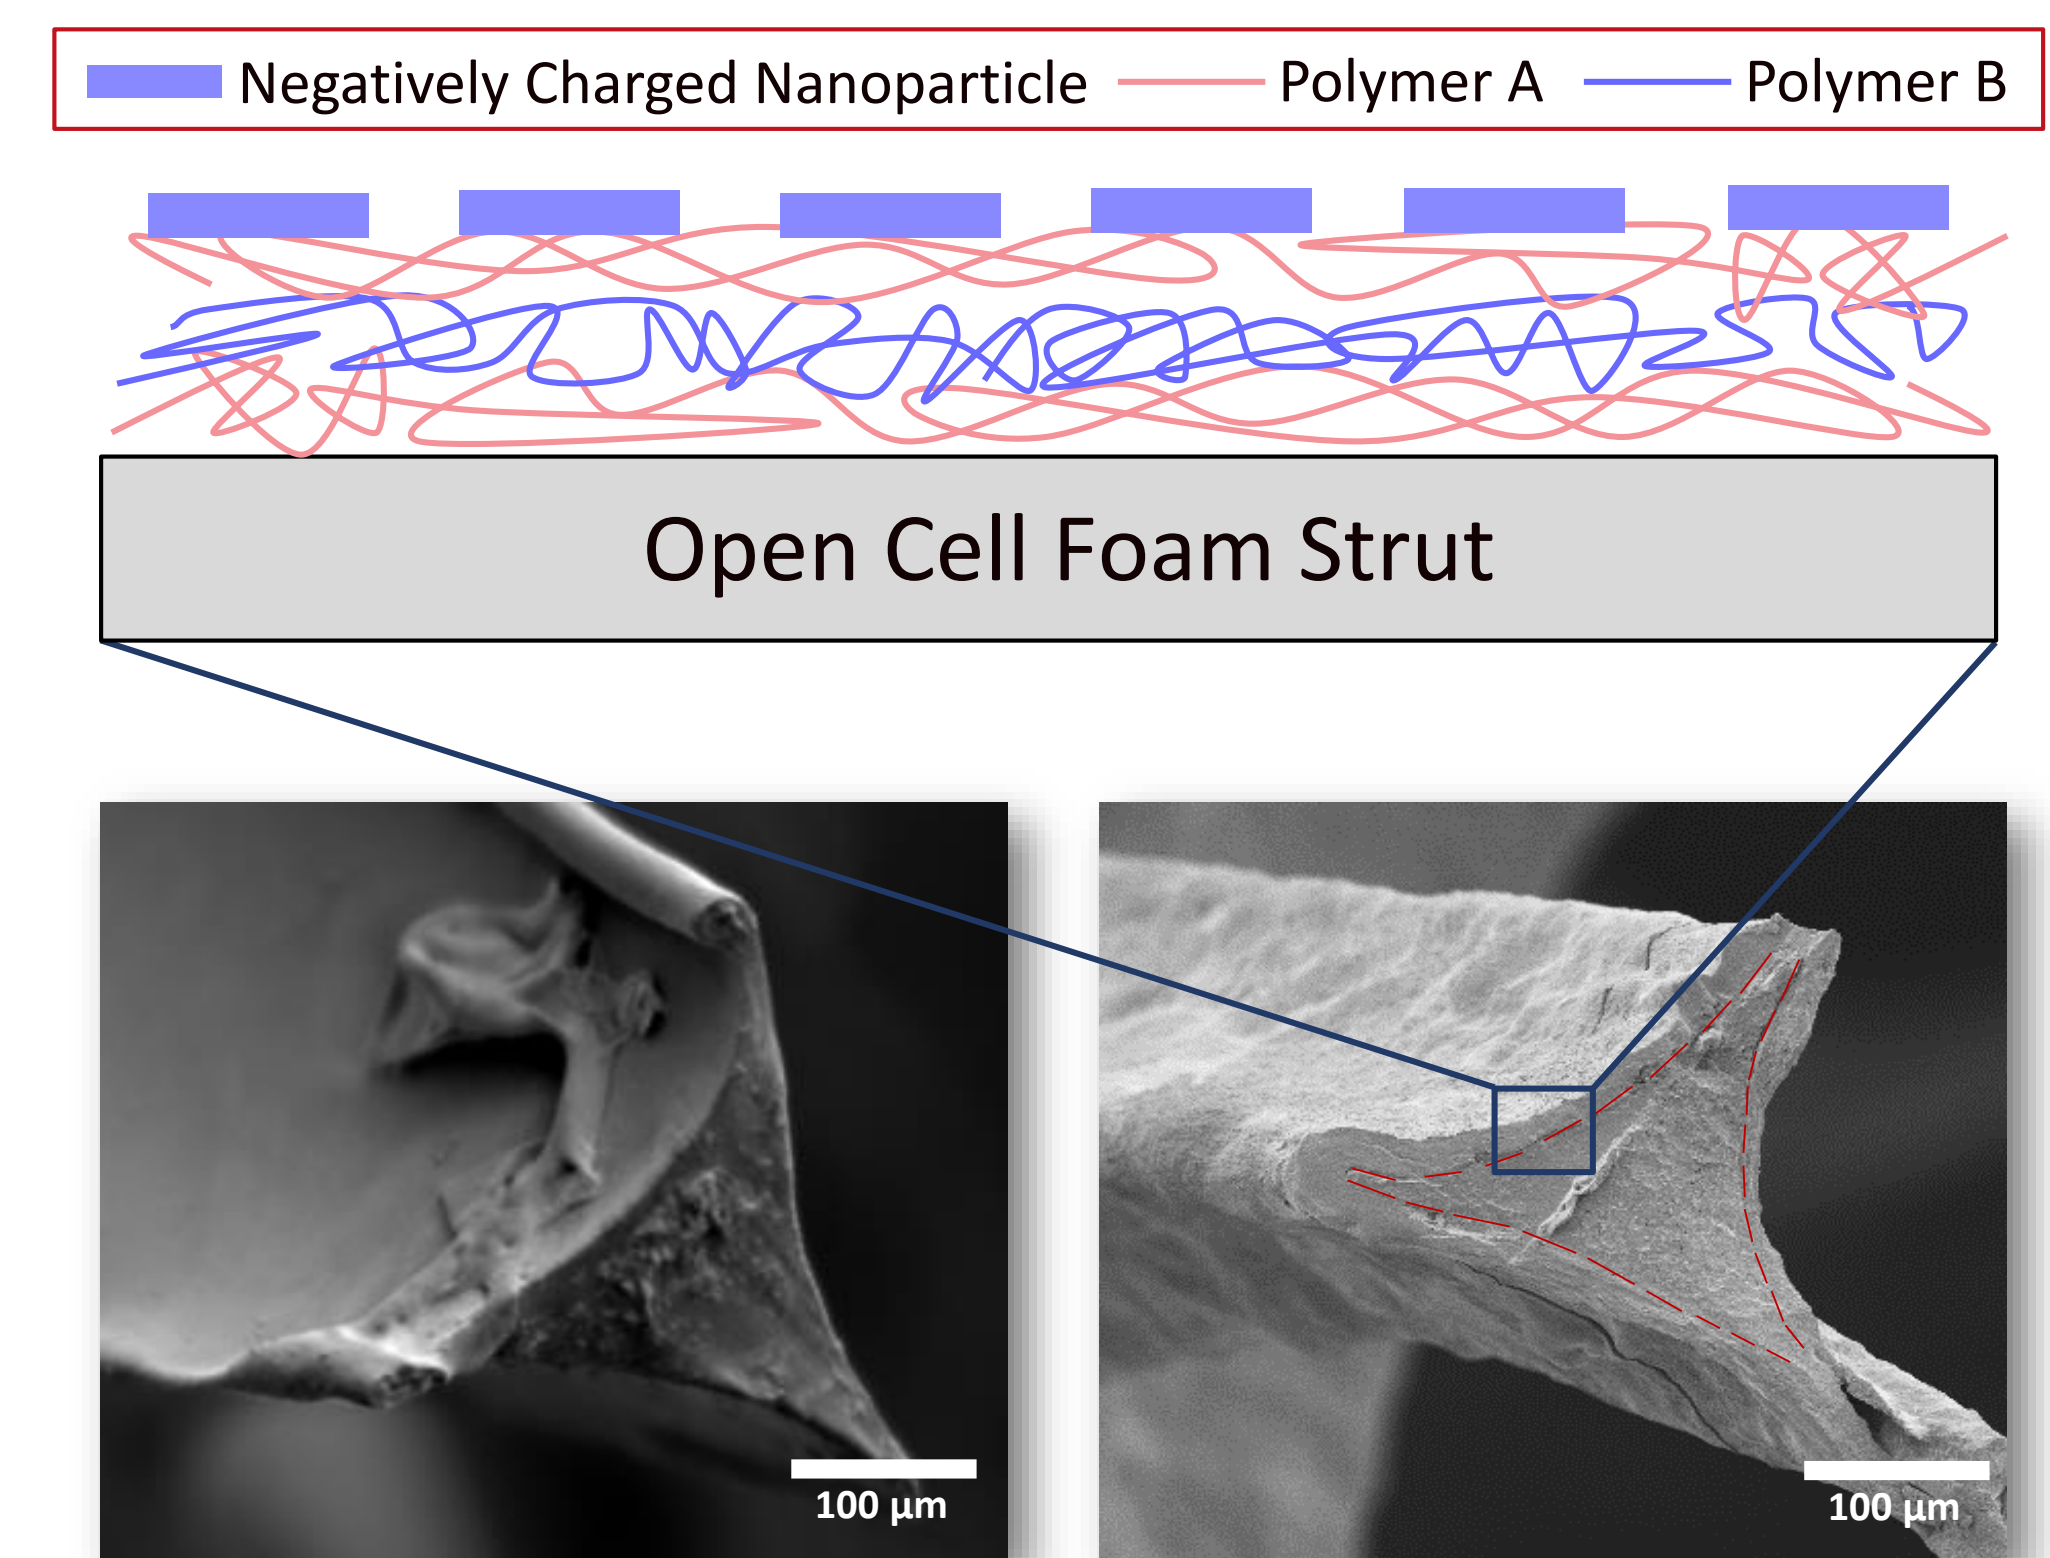 Negatively Charged Nanoparticle Polymer A Polymer B
Open Cell Foam Strut
100 µm
100 µm